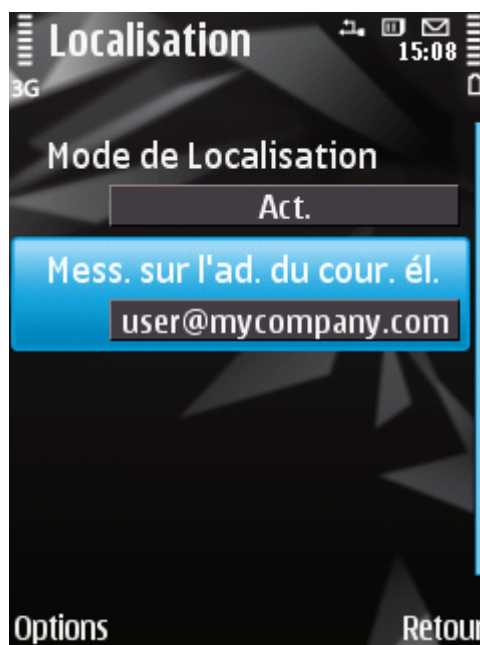 Localisation
15:08
3G
Mode de Localisation
Act.
Mess. sur l'ad. du cour. él.
user@mycompany.com
Options
Retour